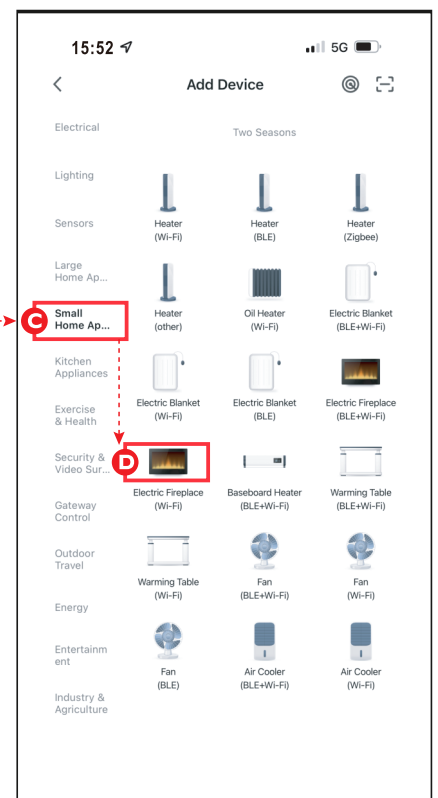 15:52
5G
Add Device
Electrical
Lighting
Sensors
Large
Home Ap...
C
Small
Home Ap...
Kitchen
Appliances
Exercise
& Health
Security &
Video Sur...
Gateway
Control
Outdoor
Travel
Energy
Entertainm
ent
Industry &
Agriculture
Two Seasons
Heater
(Wi-Fi)
Heater
(BLE)
Heater
(Zigbee)
Heater
(other)
Oil Heater
(Wi-Fi)
Electric Blanket
(BLE+Wi-Fi)
Electric Blanket
(Wi-Fi)
Electric Blanket
(BLE)
Electric Fireplace
(BLE+Wi-Fi)
D
Electric Fireplace
(Wi-Fi)
Baseboard Heater
(BLE+Wi-Fi)
Warming Table
(BLE+Wi-Fi)
Warming Table
(Wi-Fi)
Fan
(BLE+Wi-Fi)
Fan
(Wi-Fi)
Fan
(BLE)
Air Cooler
(BLE+Wi-Fi)
Air Cooler
(Wi-Fi)